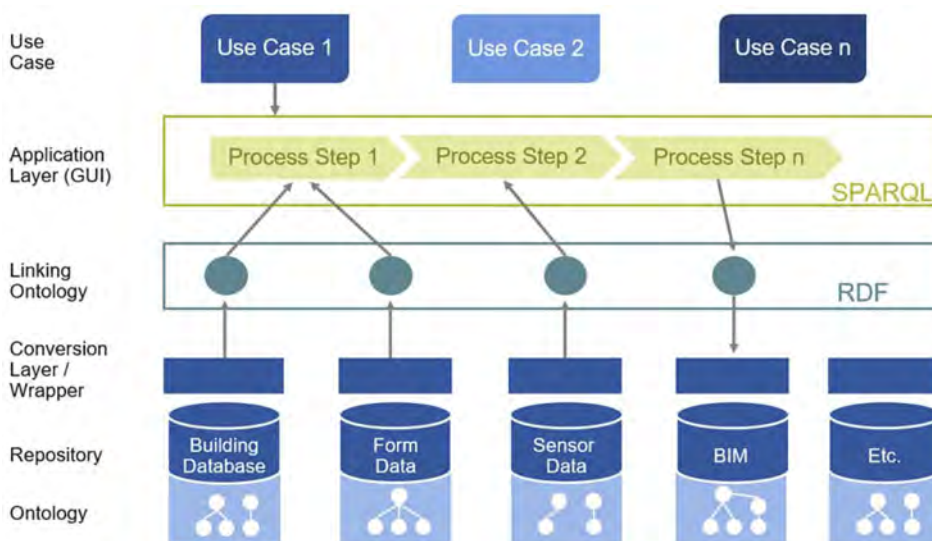 Use
Case
Use Case 1
Use Case 2
Use Case n
Application
Layer (GUI)
Process Step 1
Process Step 2
Process Step n
SPARQL
Linking
Ontology
RDF
Conversion
Layer /
Wrapper
Repository
Building
Database
Form
Data
Sensor
Data
BIM
Etc.
Ontology